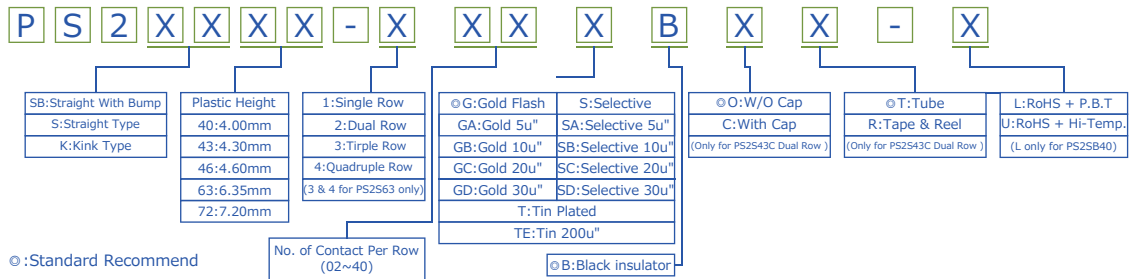 P S 2 X X X X - X X X X B X X - X
SB:Straight With Bump
S:Straight Type
K:Kink Type
Plastic Height
40:4.00mm
43:4.30mm
46:4.60mm
63:6.35mm
72:7.20mm
1:Single Row
2:Dual Row
3:Tirple Row
4:Quadruple Row
(3 & 4 for PS2S63 only)
No. of Contact Per Row
(02~40)
◎G:Gold Flash S:Selective
GA:Gold 5u" SA:Selective 5u"
GB:Gold 10u" SB:Selective 10u"
GC:Gold 20u" SC:Selective 20u"
GD:Gold 30u" SD:Selective 30u"
T:Tin Plated
TE:Tin 200u"
◎B:Black insulator
◎O:W/O Cap
C:With Cap
(Only for PS2S43C Dual Row )
◎T:Tube
R:Tape & Reel
(Only for PS2S43C Dual Row )
L:RoHS + P.B.T
U:RoHS + Hi-Temp.
(L only for PS2SB40)
◎:Standard Recommend